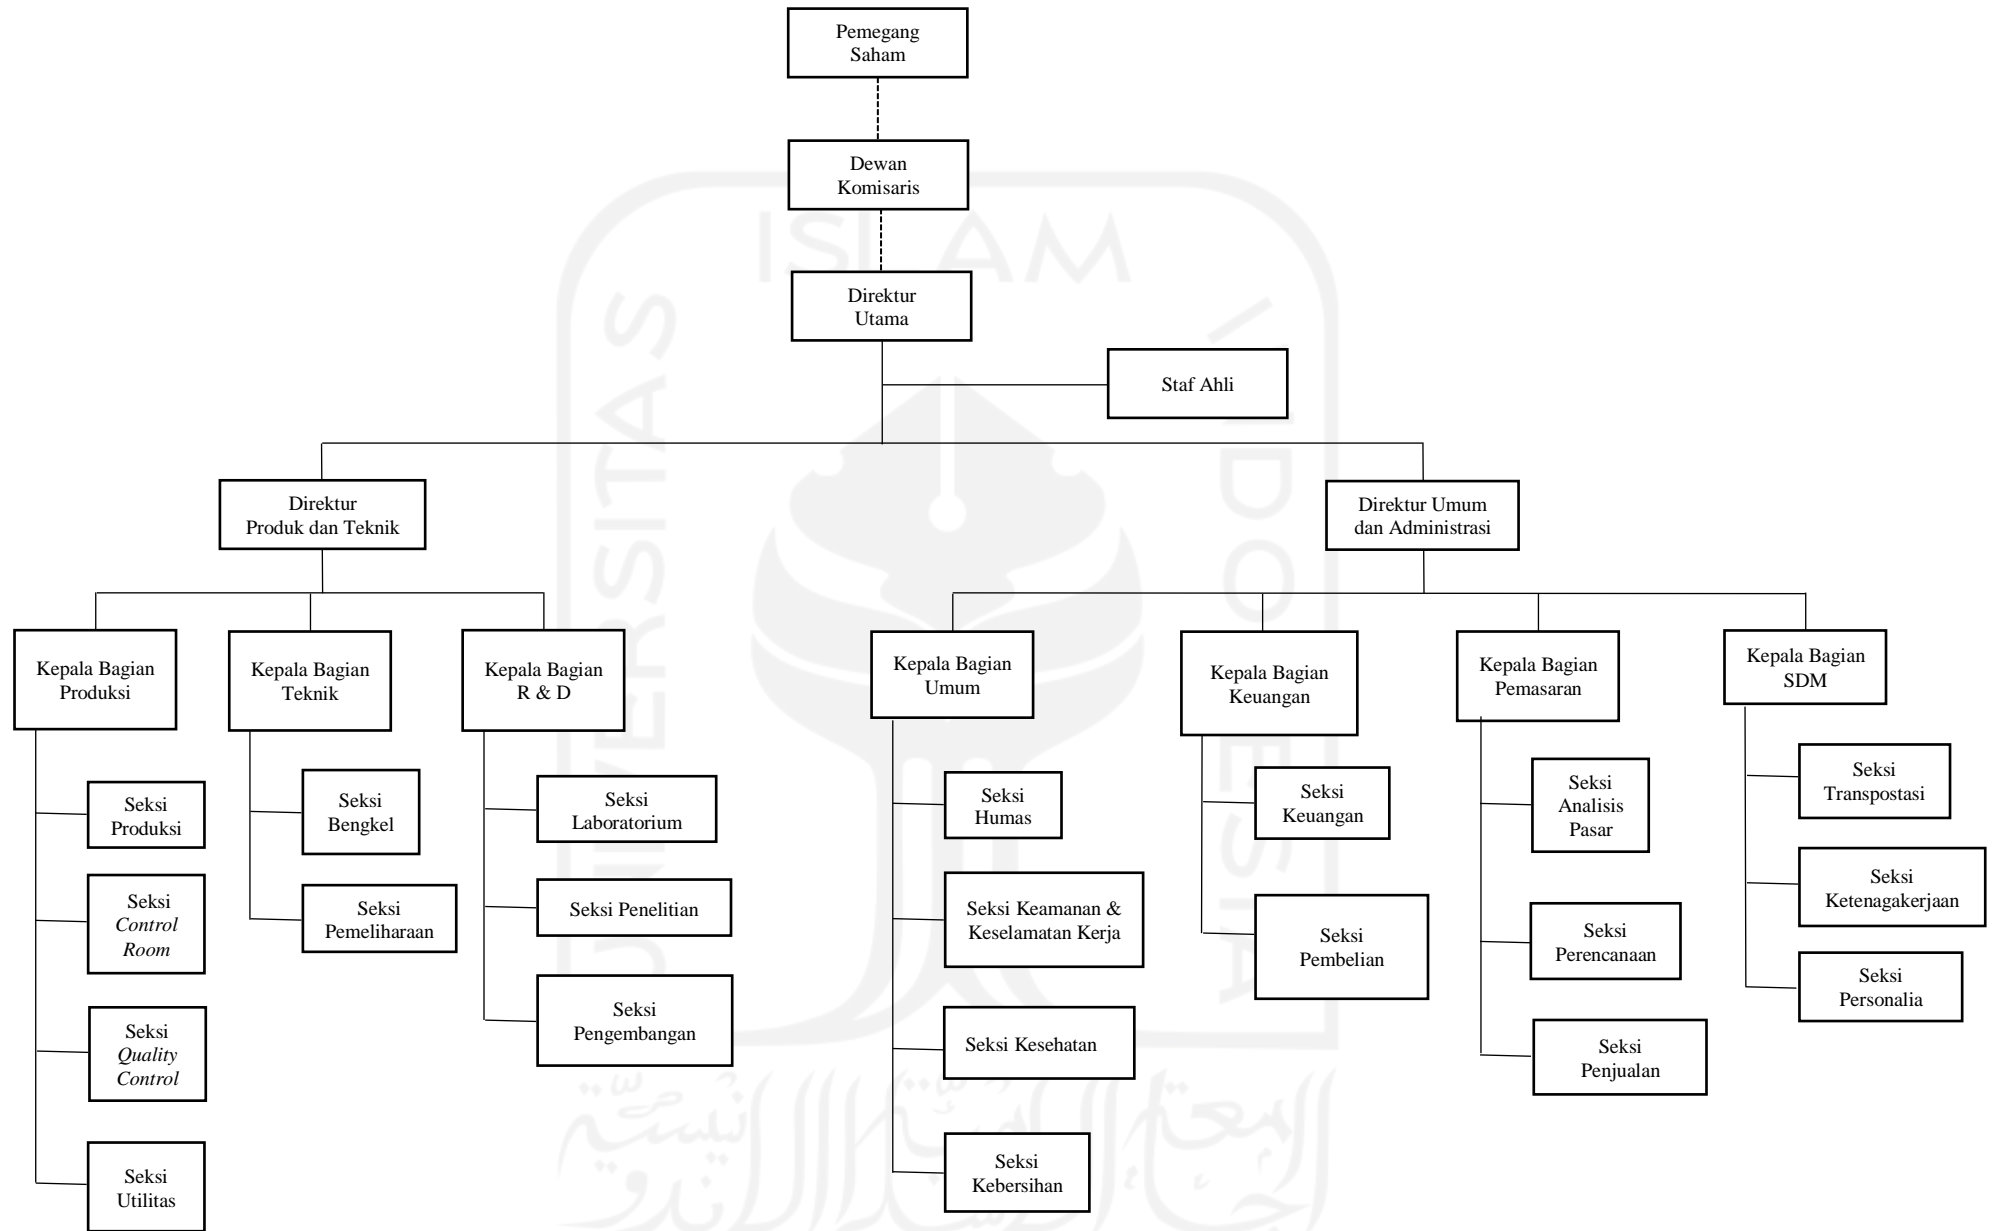 Pemegang
Saham
Dewan
Komisaris
Direktur
Utama
Staf Ahli
Direktur
Produk dan Teknik
Direktur Umum
dan Administrasi
Kepala Bagian
Produksi
Kepala Bagian
Teknik
Kepala Bagian
R & D
Kepala Bagian
Umum
Kepala Bagian
Keuangan
Kepala Bagian
Pemasaran
Kepala Bagian
SDM
Seksi
Produksi
Seksi
Control
Room
Seksi
Quality
Control
Seksi
Utilitas
Seksi
Bengkel
Seksi
Pemeliharaan
Seksi
Laboratorium
Seksi Penelitian
Seksi
Pengembangan
Seksi
Humas
Seksi Keamanan &
Keselamatan Kerja
Seksi Kesehatan
Seksi
Kebersihan
Seksi
Keuangan
Seksi
Pembelian
Seksi
Analisis
Pasar
Seksi
Perencanaan
Seksi
Penjualan
Seksi
Transpostasi
Seksi
Ketenagakerjaan
Seksi
Personalia
UNIVERSITAS
ISLAM